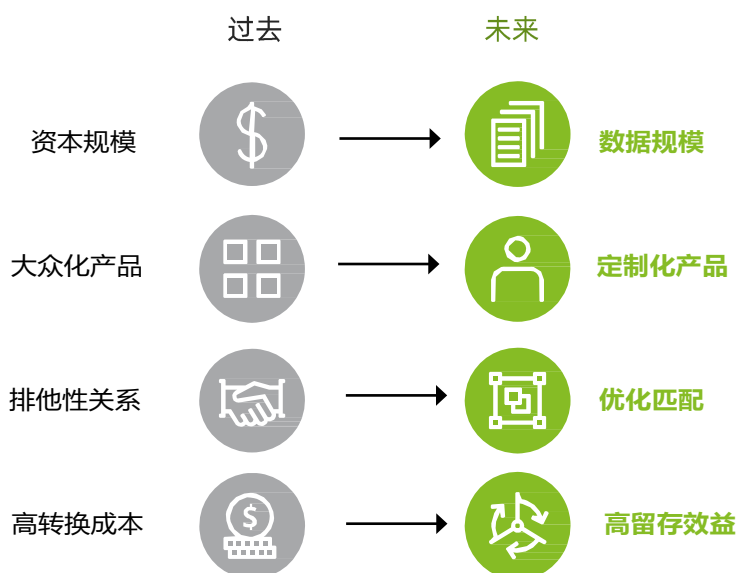 过去 未来
资本规模 数据规模
大众化产品 定制化产品
排他性关系 优化匹配
高转换成本 高留存效益